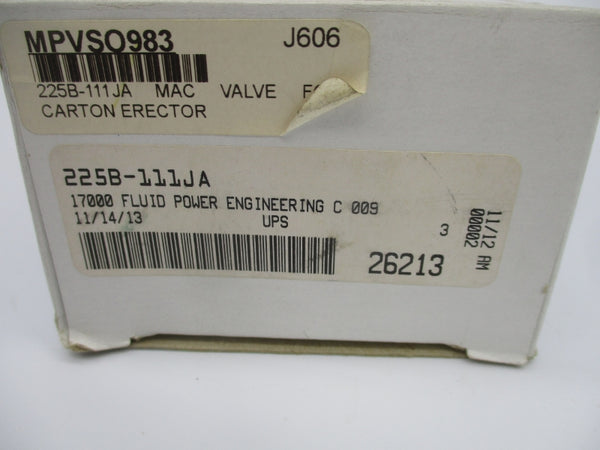 MPVSO983 J606
225B-111JA MAC VALVE
CARTON ERECTOR
225B-111JA
17000 FLUID POWER ENGINEERING C 009
11/14/13 UPS
3
26213
11/12 AM
000002